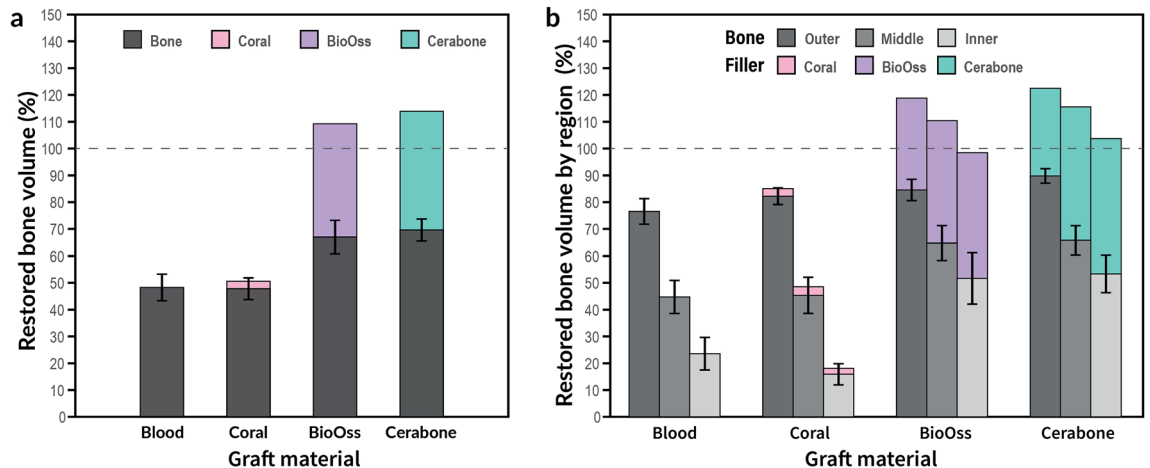 a
Restored bone volume (%)
150
140
130
120
110
100
90
80
70
60
50
40
30
20
10
0
Bone Coral BioOss Cerabone
Blood Coral BioOss Cerabone
Graft material
b
Restored bone volume by region (%)
150
140
130
120
110
100
90
80
70
60
50
40
30
20
10
0
Bone Outer Middle Inner
Filler Coral BioOss Cerabone
Blood Coral BioOss Cerabone
Graft material